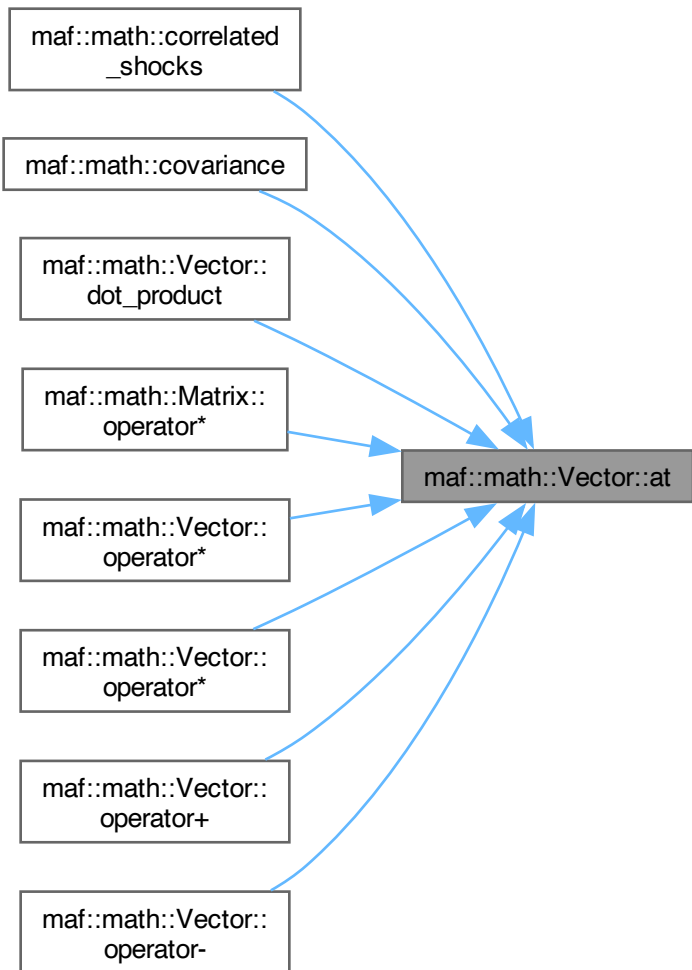 maf::math::correlated
_shocks
maf::math::covariance
maf::math::Vector::
dot_product
maf::math::Matrix::
operator*
maf::math::Vector::at
maf::math::Vector::
operator*
maf::math::Vector::
operator*
maf::math::Vector::
operator+
maf::math::Vector::
operator-